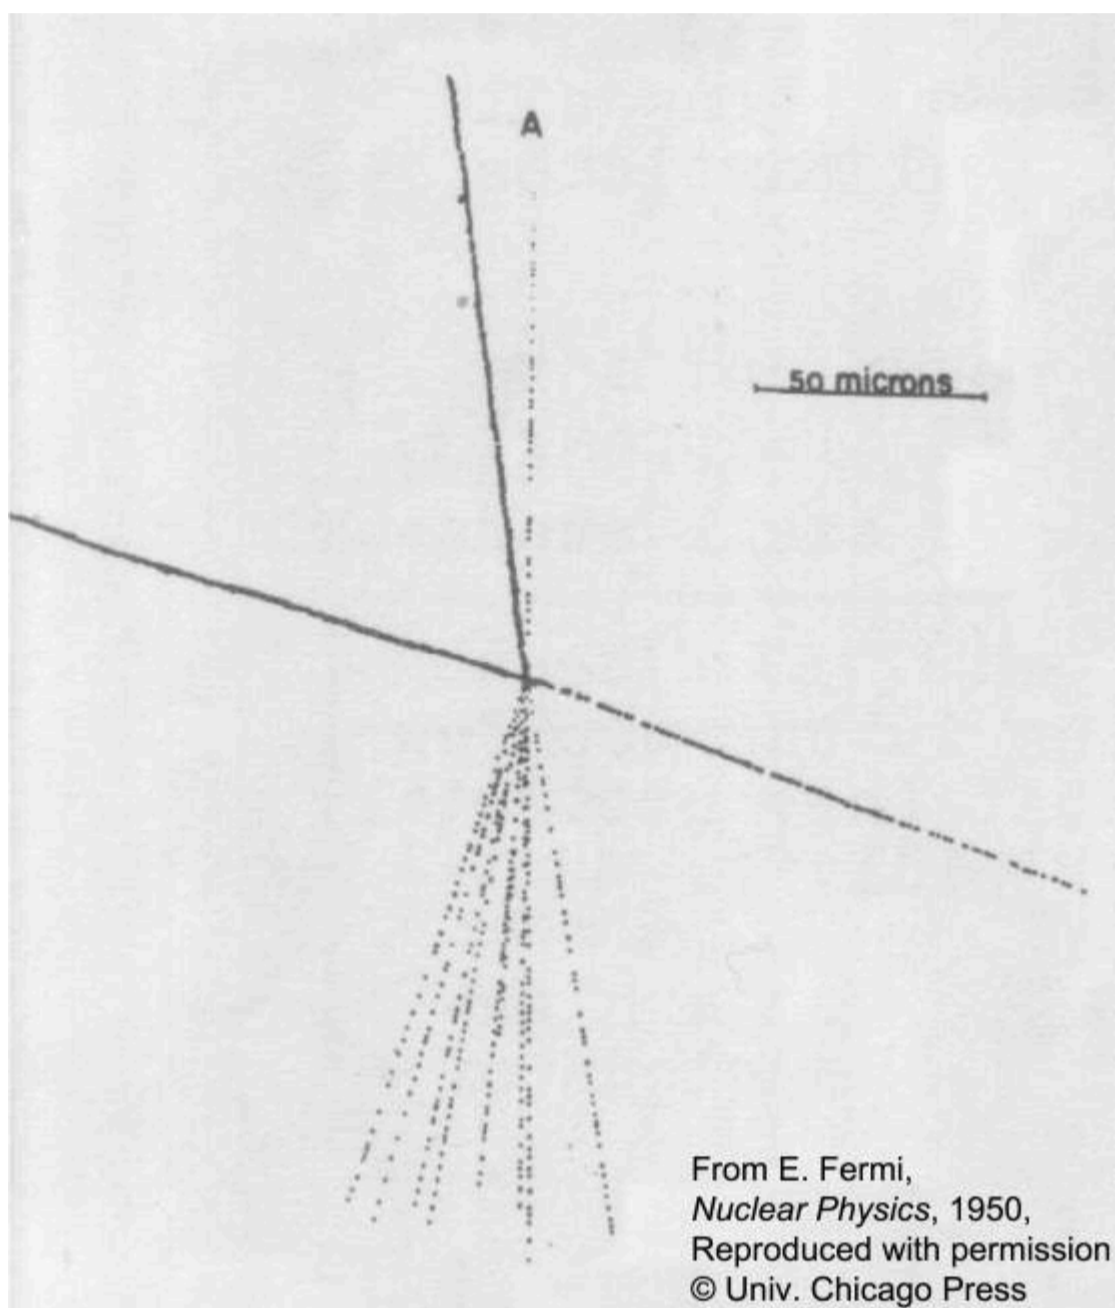 A
50 microns
From E. Fermi,
Nuclear Physics, 1950,
Reproduced with permission
© Univ. Chicago Press